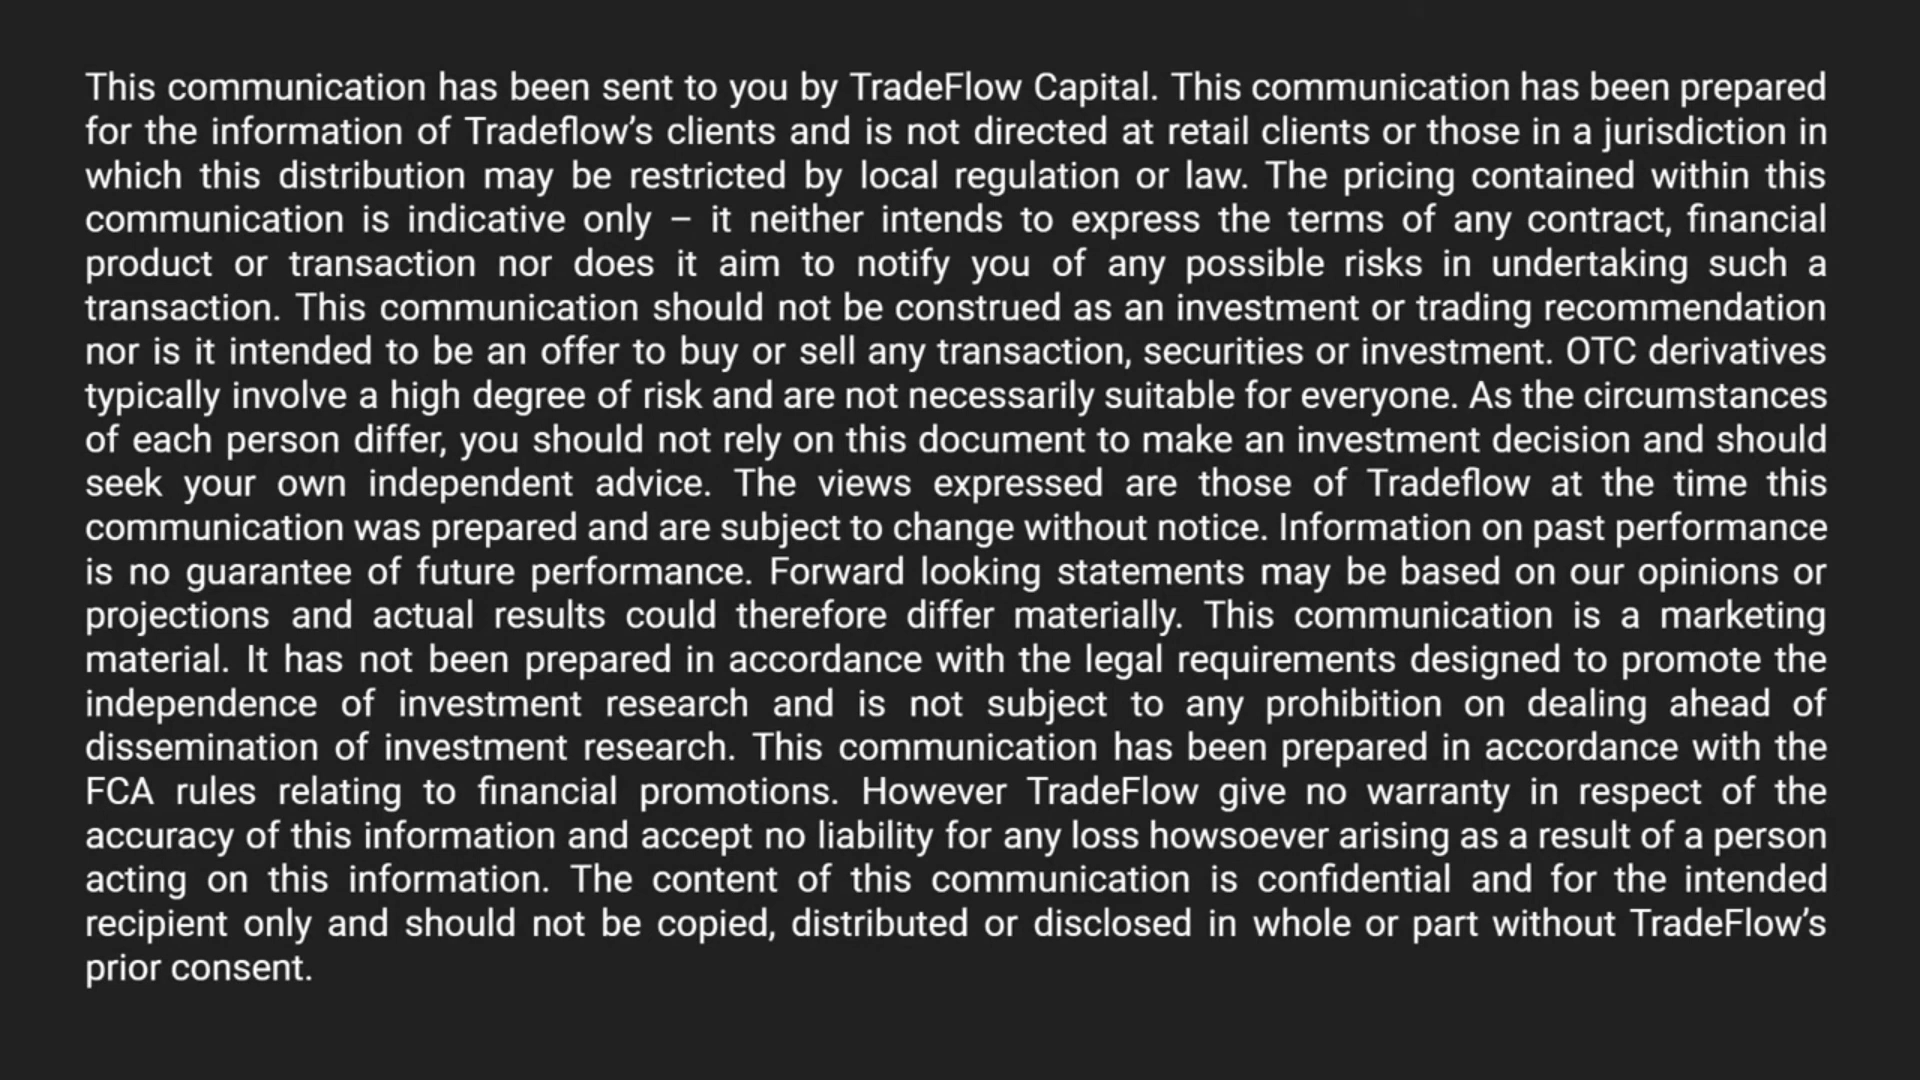 This communication has been sent to you by TradeFlow Capital. This communication has been prepared
for the information of Tradeflow’s clients and is not directed at retail clients or those in a jurisdiction in
which this distribution may be restricted by local regulation or law. The pricing contained within this
communication is indicative only – it neither intends to express the terms of any contract, financial
product or transaction nor does it aim to notify you of any possible risks in undertaking such a
transaction. This communication should not be construed as an investment or trading recommendation
nor is it intended to be an offer to buy or sell any transaction, securities or investment. OTC derivatives
typically involve a high degree of risk and are not necessarily suitable for everyone. As the circumstances
of each person differ, you should not rely on this document to make an investment decision and should
seek your own independent advice. The views expressed are those of Tradeflow at the time this
communication was prepared and are subject to change without notice. Information on past performance
is no guarantee of future performance. Forward looking statements may be based on our opinions or
projections and actual results could therefore differ materially. This communication is a marketing
material. It has not been prepared in accordance with the legal requirements designed to promote the
independence of investment research and is not subject to any prohibition on dealing ahead of
dissemination of investment research. This communication has been prepared in accordance with the
FCA rules relating to financial promotions. However TradeFlow give no warranty in respect of the
accuracy of this information and accept no liability for any loss howsoever arising as a result of a person
acting on this information. The content of this communication is confidential and for the intended
recipient only and should not be copied, distributed or disclosed in whole or part without TradeFlow’s
prior consent.